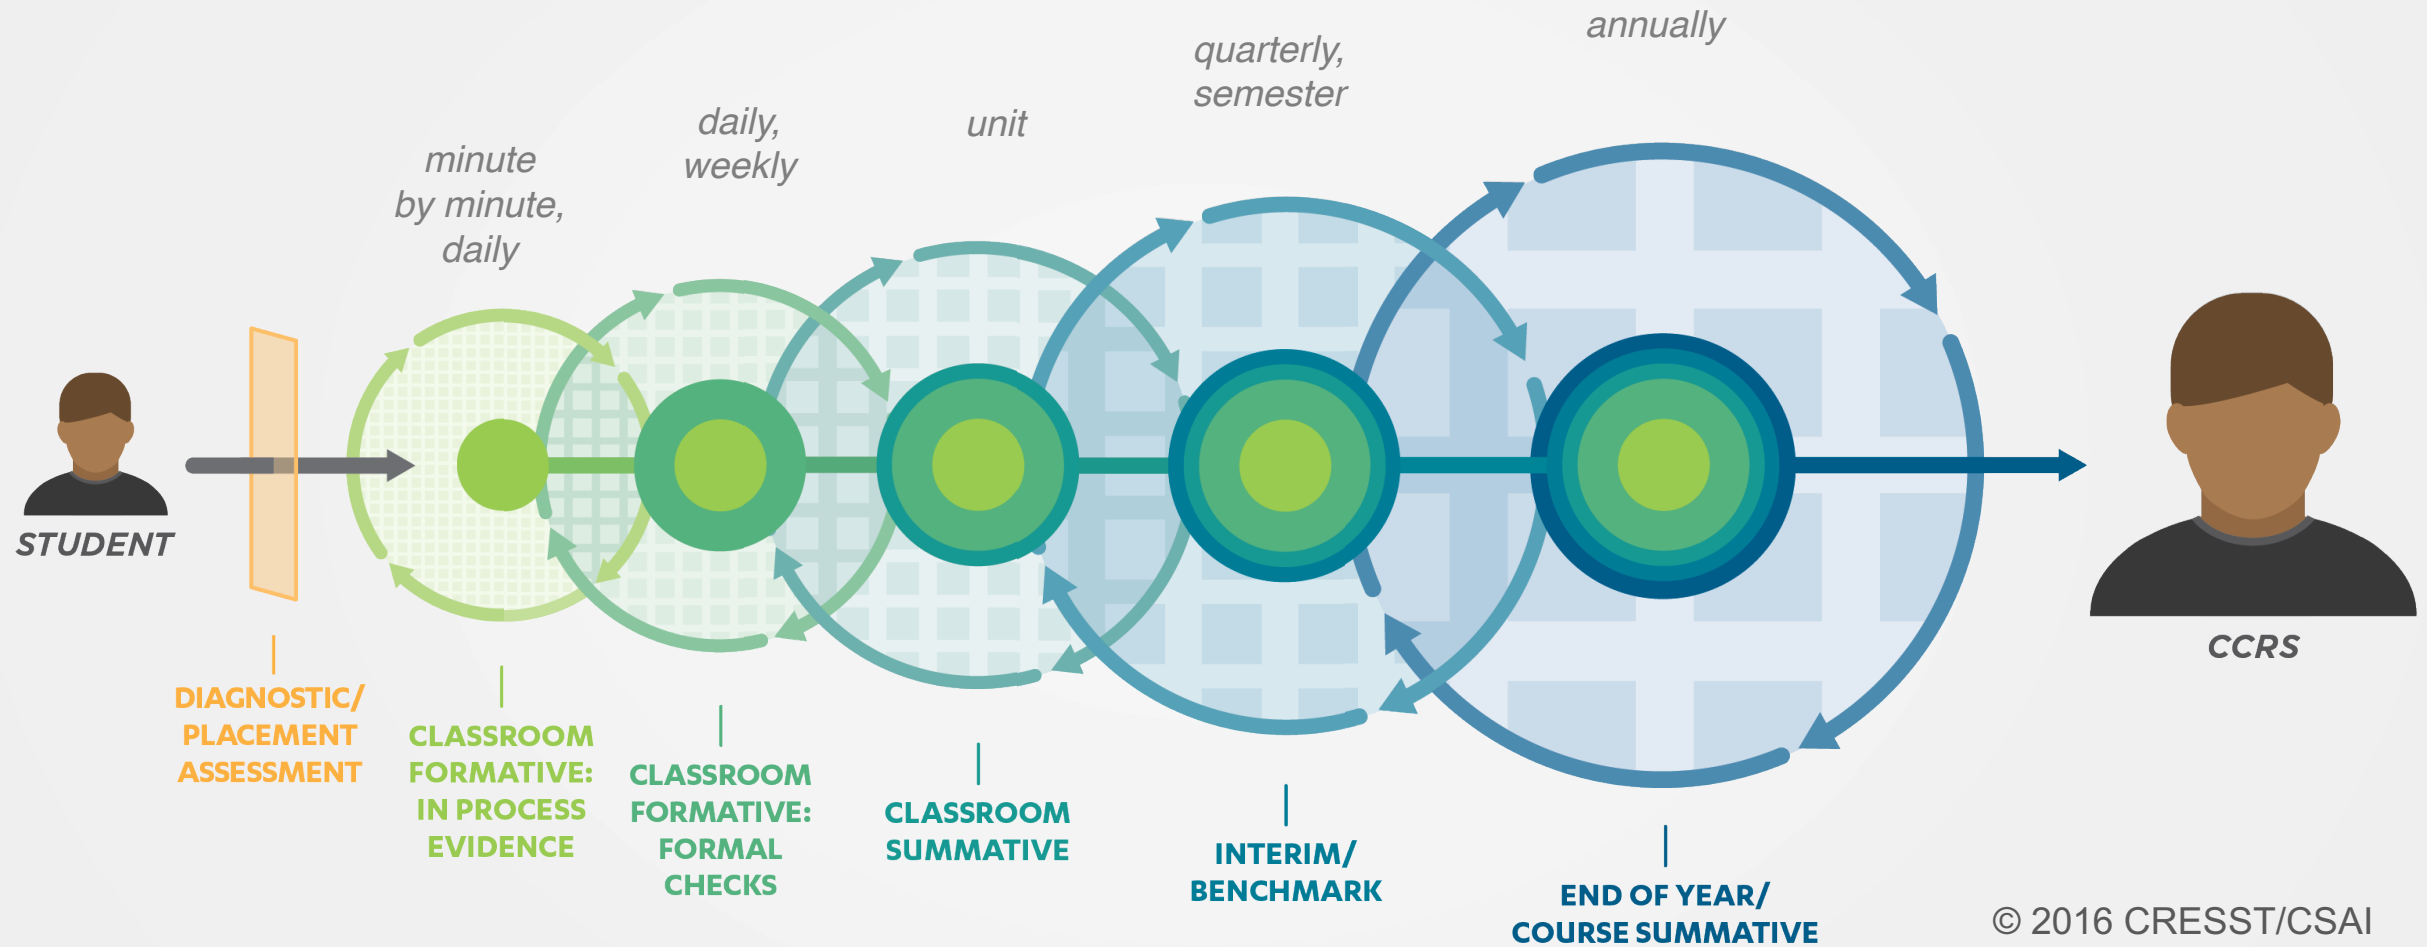 annually
quarterly,
semester
daily,
weekly
unit
minute
by minute,
daily
STUDENT
CCRS
DIAGNOSTIC/
PLACEMENT
ASSESSMENT
CLASSROOM
FORMATIVE:
IN PROCESS
EVIDENCE
CLASSROOM
FORMATIVE:
FORMAL
CHECKS
CLASSROOM
SUMMATIVE
INTERIM/
BENCHMARK
END OF YEAR/
COURSE SUMMATIVE
© 2016 CRESST/CSAI